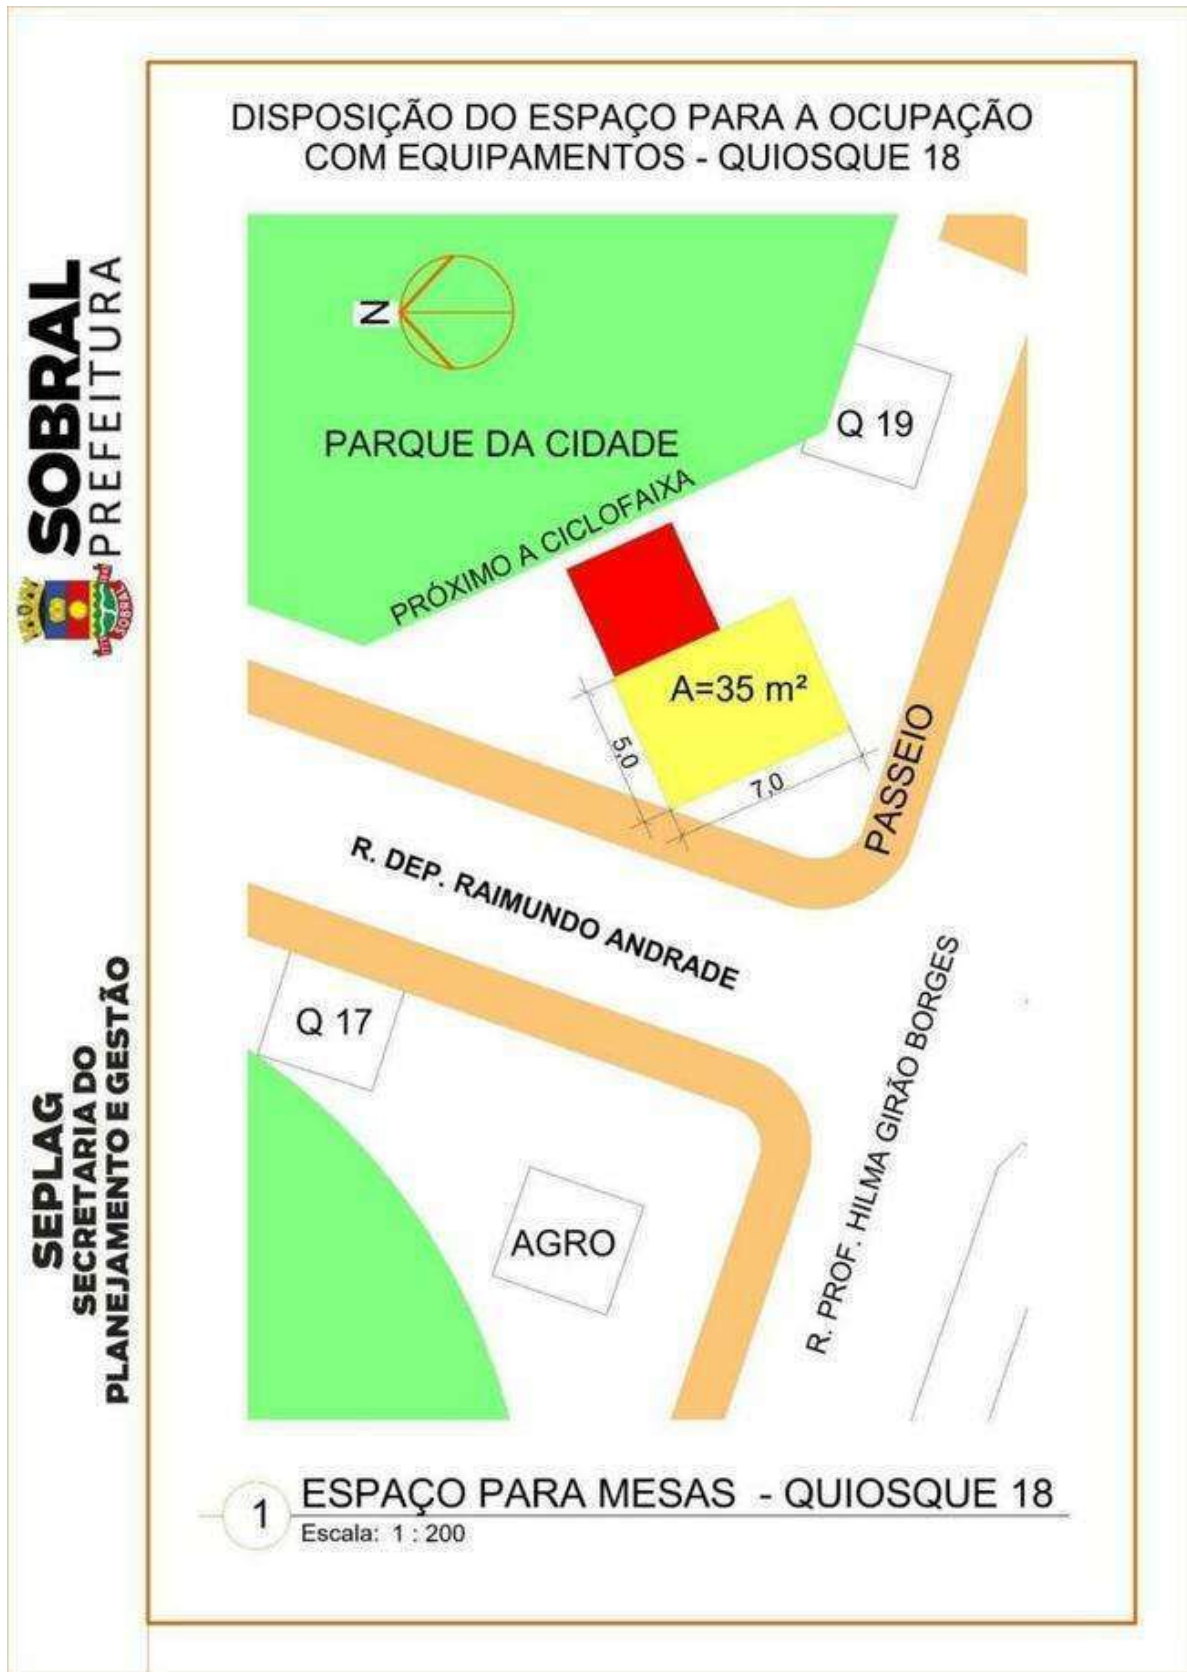 DISPOSIÇÃO DO ESPAÇO PARA A OCUPAÇÃO
COM EQUIPAMENTOS - QUIOSQUE 18
N
PARQUE DA CIDADE
PRÓXIMO A CICLOFAIXA
Q 19
A=35 m²
5,0
7,0
PASSEIO
R. DEP. RAIMUNDO ANDRADE
Q 17
AGRO
R. PROF. HILMA GIRÃO BORGES
1
ESPAÇO PARA MESAS - QUIOSQUE 18
Escala: 1 : 200
SOBRAL
PREFEITURA
SOBRAL
SEPLAG
SECRETARIA DO
PLANEJAMENTO E GESTÃO